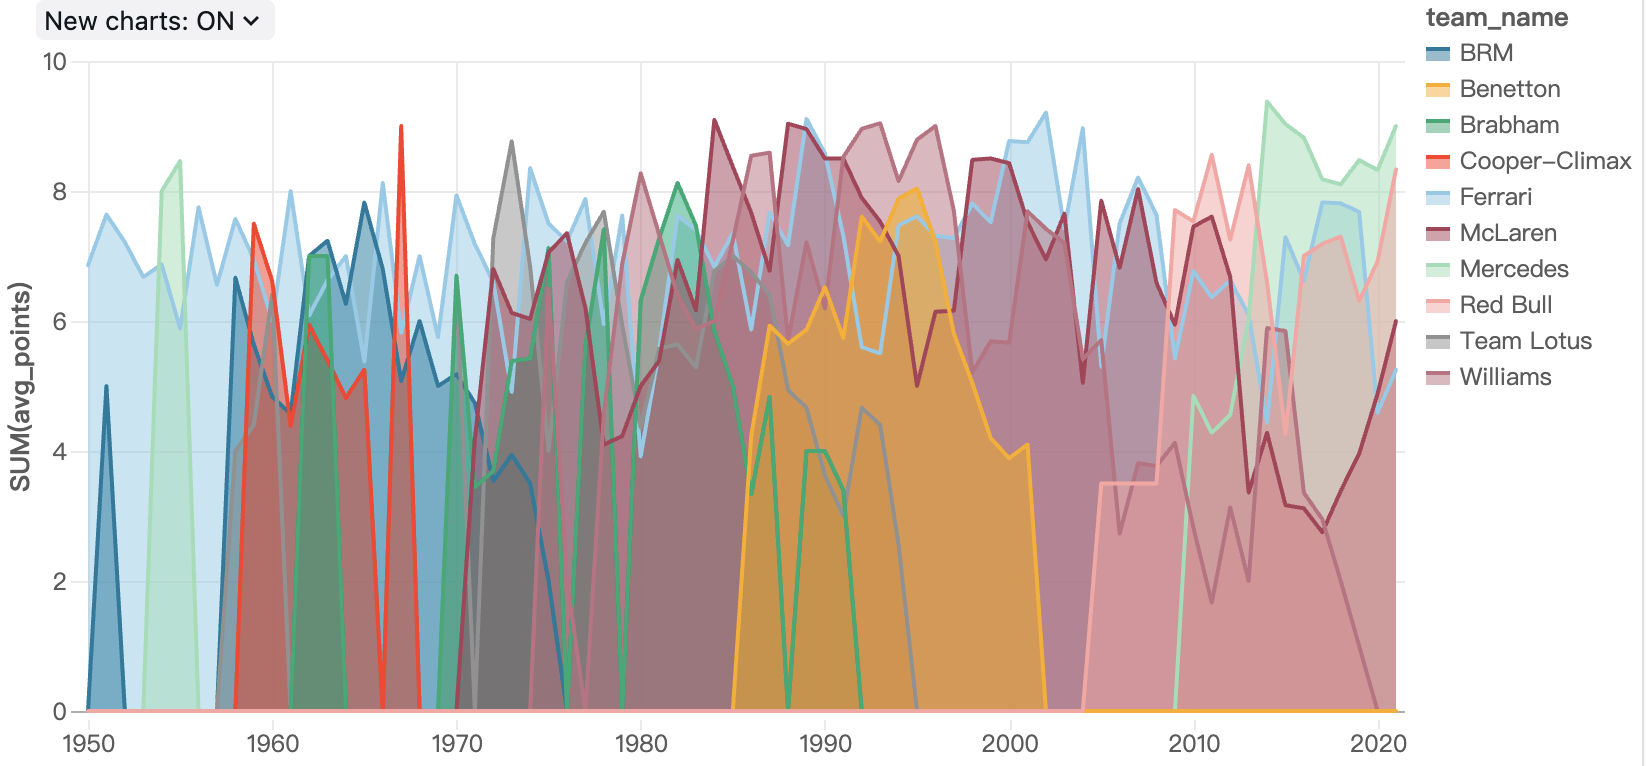 New charts: ON
team_name
BRM
Benetton
Brabham
Cooper–Climax
Ferrari
McLaren
Mercedes
Red Bull
Team Lotus
Williams
SUM(avg_points)
10
8
6
4
2
0
1950 1960 1970 1980 1990 2000 2010 2020